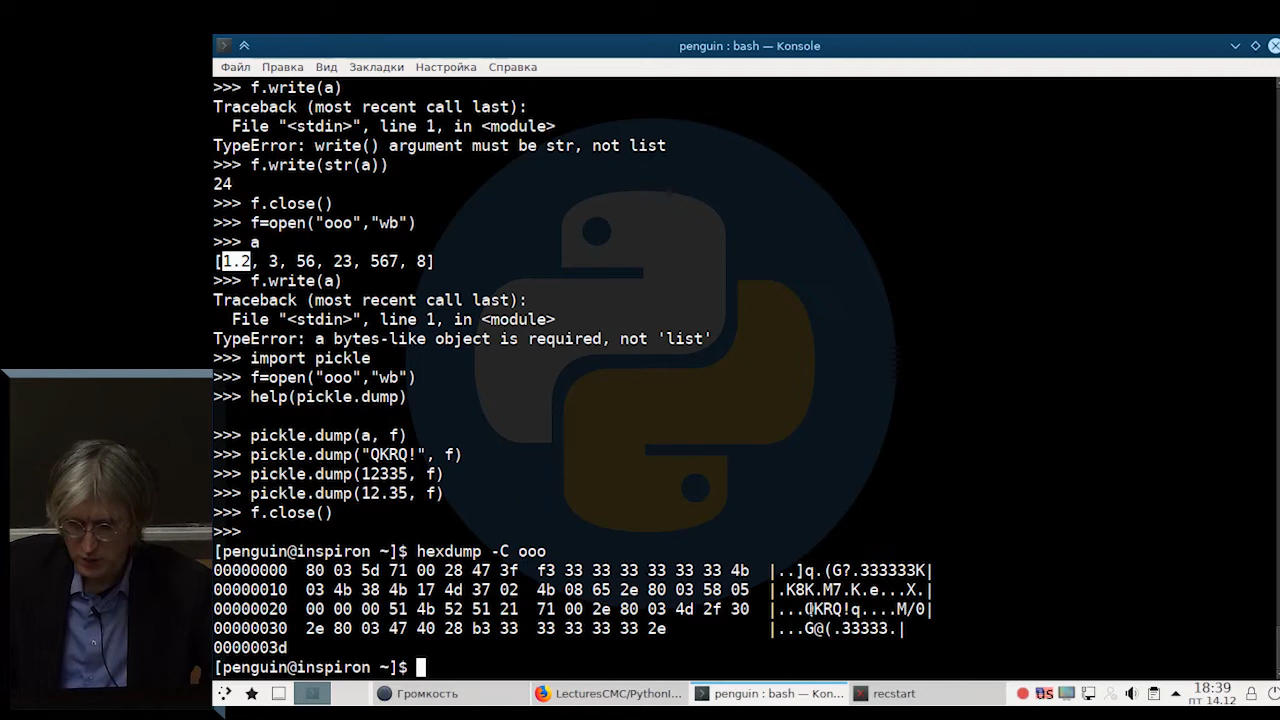 penguin : bash — Konsole
Файл Правка Вид Закладки Настройка Справка
>>> f.write(a)
Traceback (most recent call last):
  File "<stdin>", line 1, in <module>
TypeError: write() argument must be str, not list
>>> f.write(str(a))
24
>>> f.close()
>>> f=open("ooo","wb")
>>> a
[1.2, 3, 56, 23, 567, 8]
>>> f.write(a)
Traceback (most recent call last):
  File "<stdin>", line 1, in <module>
TypeError: a bytes-like object is required, not 'list'
>>> import pickle
>>> f=open("ooo","wb")
>>> help(pickle.dump)
>>> pickle.dump(a, f)
>>> pickle.dump("QKRQ!", f)
>>> pickle.dump(12335, f)
>>> pickle.dump(12.35, f)
>>> f.close()
>>>
[penguin@inspiron ~]$ hexdump -C ooo
00000000  80 03 5d 71 00 28 47 3f  f3 33 33 33 33 33 33 4b  |..]q.(G?.333333K|
00000010  03 4b 38 4b 17 4d 37 02  4b 08 65 2e 80 03 58 05  |.K8K.M7.K.e...X.|
00000020  00 00 00 51 4b 52 51 21  71 00 2e 80 03 4d 2f 30  |...QKRQ!q....M/0|
00000030  2e 80 03 47 40 28 b3 33  33 33 33 33 2e           |...G@(.33333.|
0000003d
[penguin@inspiron ~]$
Громкость LecturesCMC/PythonI... penguin : bash — Kon... recstart us 18:39
пт 14.12